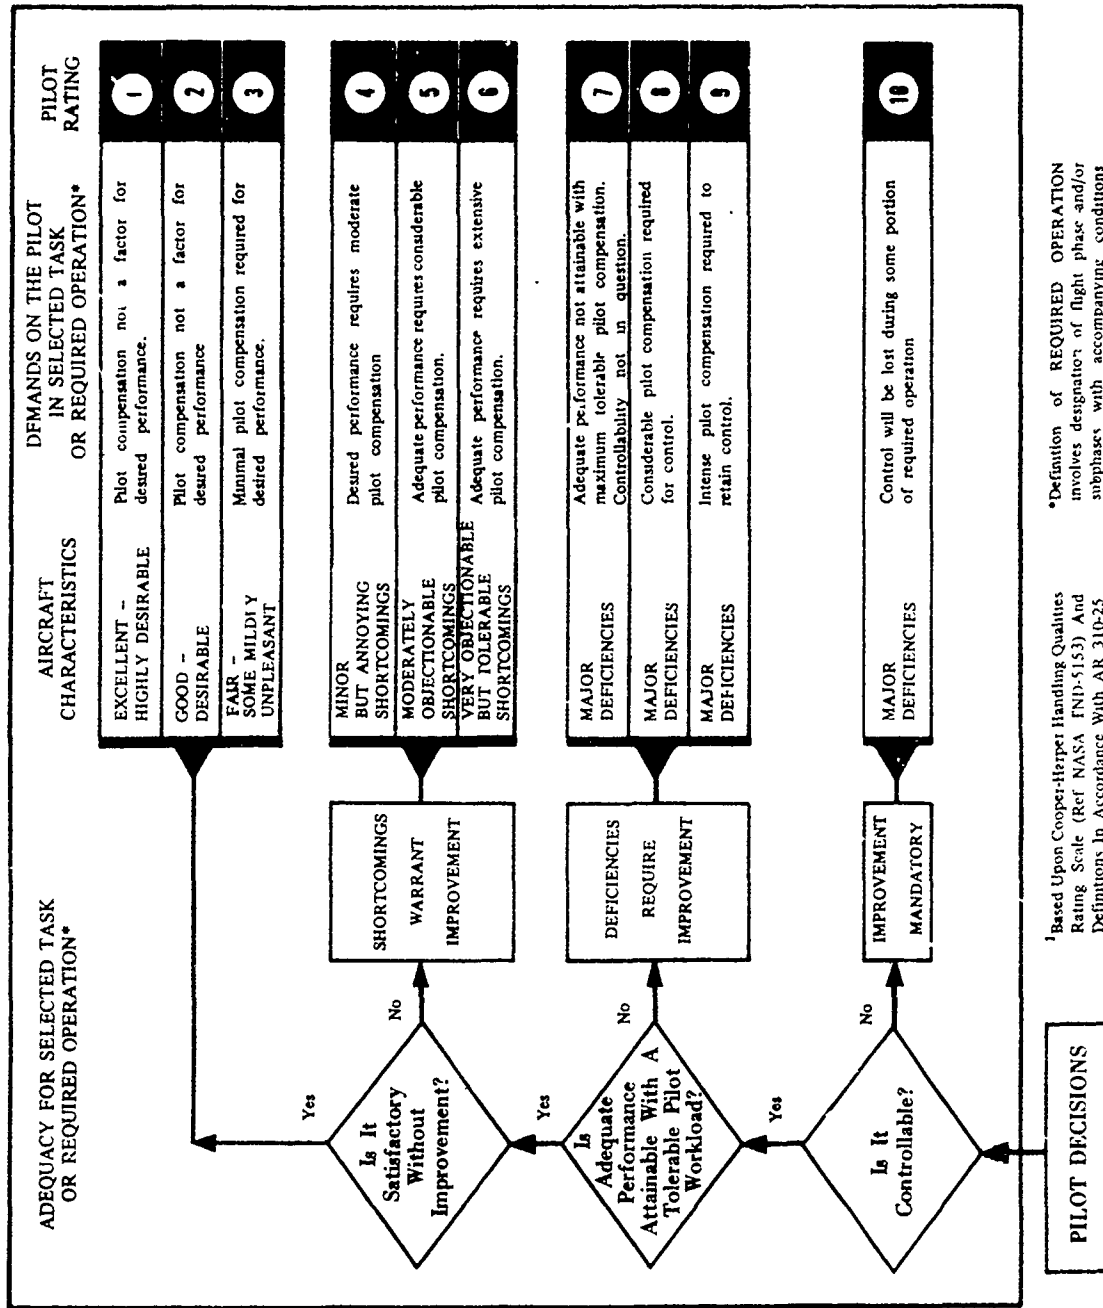 ADEQUACY FOR SELECTED TASK
OR REQUIRED OPERATION*
AIRCRAFT
CHARACTERISTICS
DFMANDS ON THE PILOT
IN SELECTED TASK
OR REQUIRED OPERATION*
PILOT
RATING
EXCELLENT –
HIGHLY DESIRABLE
Pilot compensation not a factor for
desired performance.
1
GOOD –
DESIRABLE
Pilot compensation not a factor for
desired performance
2
FAIR –
SOME MILDLY
UNPLEASANT
Minimal pilot compensation required for
desired performance.
3
Yes
Is It
Satisfactory
Without
Improvement?
No
SHORTCOMINGS
WARRANT
IMPROVEMENT
MINOR
BUT ANNOYING
SHORTCOMINGS
Desired performance requires moderate
pilot compensation
4
MODERATELY
OBJECTIONABLE
SHORTCOMINGS
Adequate performance requires considerable
pilot compensation.
5
VERY OBJECTIONABLE
BUT TOLERABLE
SHORTCOMINGS
Adequate performance requires extensive
pilot compensation.
6
Yes
Is
Adequate
Performance
Attainable With A
Tolerable Pilot
Workload?
No
DEFICIENCIES
REQUIRE
IMPROVEMENT
MAJOR
DEFICIENCIES
Adequate performance not attainable with
maximum tolerable pilot compensation.
Controllability not in question.
7
MAJOR
DEFICIENCIES
Considerable pilot compensation required
for control.
8
MAJOR
DEFICIENCIES
Intense pilot compensation required to
retain control.
9
Yes
Is It
Controllable?
No
IMPROVEMENT
MANDATORY
MAJOR
DEFICIENCIES
Control will be lost during some portion
of required operation
10
PILOT DECISIONS
1 Based Upon Cooper-Herper Handling Qualities
Rating Scale (Ref NASA TND-5153) And
Definitions In Accordance With AR 310-25
*Definition of REQUIRED OPERATION
involves designation of flight phase and/or
subphases with accompanying conditions